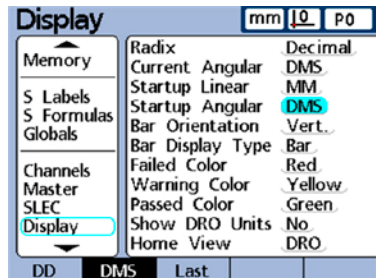 Display
mm 0 P0
Memory
S Labels
S Formulas
Globals
Channels
Master
SLEC
Display
Radix Decimal
Current Angular DMS
Startup Linear MM
Startup Angular DMS
Bar Orientation Vert.
Bar Display Type Bar
Failed Color Red
Warning Color Yellow
Passed Color Green
Show DRO Units No
Home View DRO
DD DMS Last